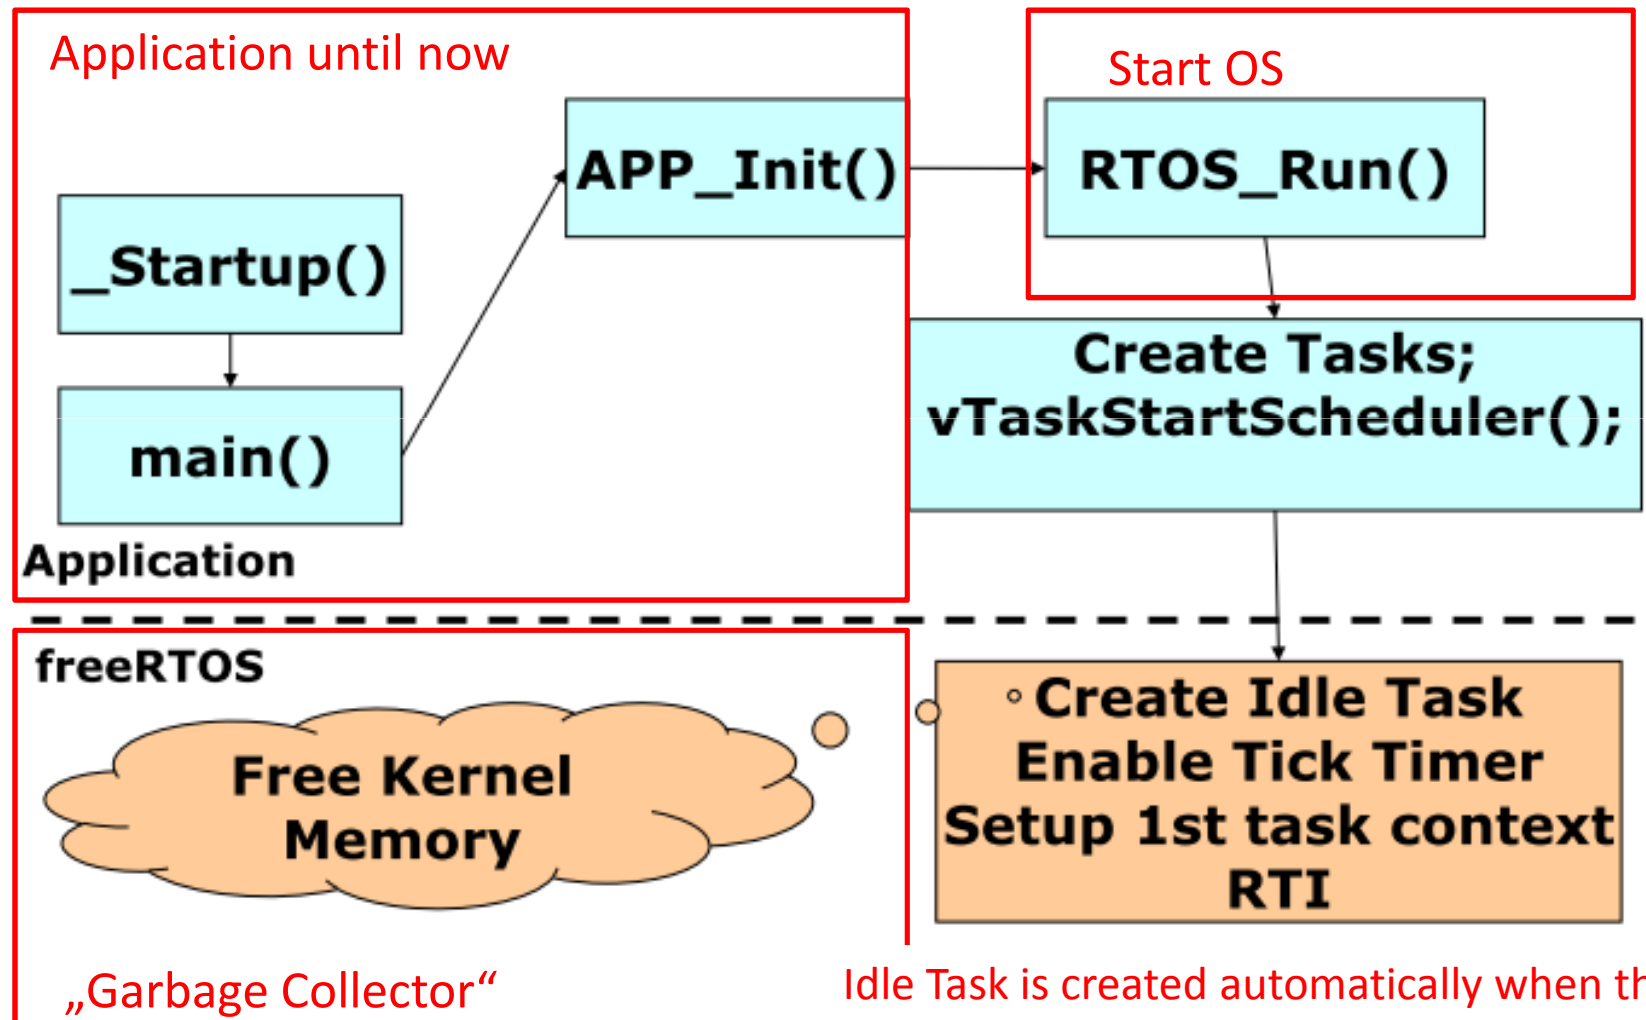 Application until now
Start OS
APP_Init()
RTOS_Run()
_Startup()
Create Tasks;
vTaskStartScheduler();
main()
Application
freeRTOS
Free Kernel
Memory
Create Idle Task
Enable Tick Timer
Setup 1st task context
RTI
„Garbage Collector“
Idle Task is created automatically when th